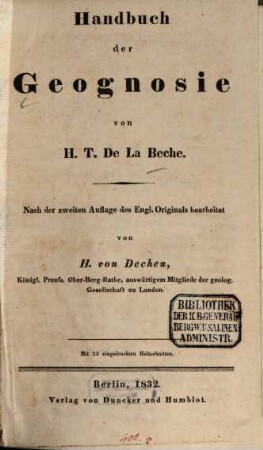 Handbuch
der
Geognosie
von
H. T. De La Beche.
Nach der zweiten Auflage des Engl. Originals bearbeitet
von
H. von Dechen,
Königl. Preuss. Ober-Berg-Rathe, auswärtigem Mitgliede der geolog.
Gesellschaft zu London.
BIBLIOTHEK
DER K.B.GENERAL
BERGW.U.SALINEN
ADMINISTR.
Mit 23 eingedruckten Holzschnitten.
Berlin, 1832.
Verlag von Duncker und Humblot.